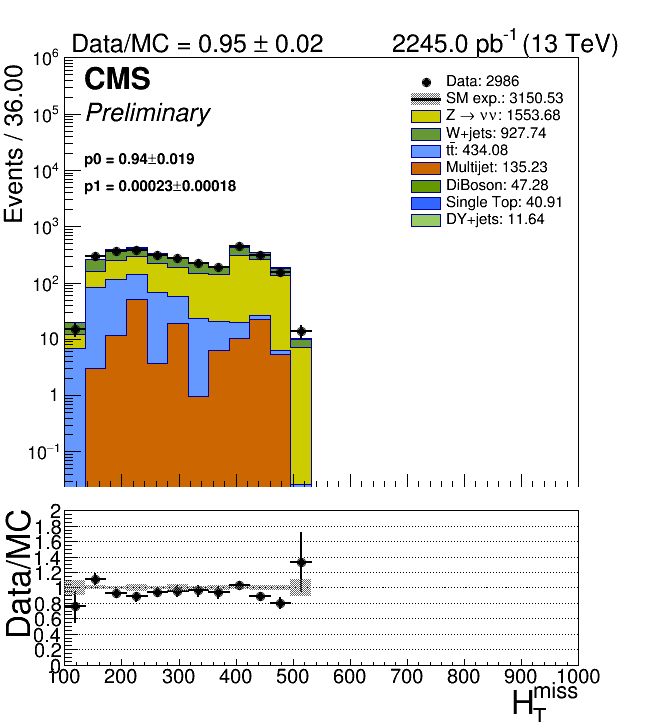 Data/MC = 0.95 ± 0.02 2245.0 pb⁻¹ (13 TeV)
Events / 36.00
10⁶
10⁵
10⁴
10³
10²
10
1
10⁻¹
CMS
Preliminary
p0 = 0.94±0.019
p1 = 0.00023±0.00018
Data: 2986
SM exp.: 3150.53
Z → νν: 1553.68
W+jets: 927.74
tt̄: 434.08
Multijet: 135.23
DiBoson: 47.28
Single Top: 40.91
DY+jets: 11.64
Data/MC
2
1.8
1.6
1.4
1.2
1
0.8
0.6
0.4
0.2
0
100 200 300 400 500 600 700 800 900 1000
H_T^miss